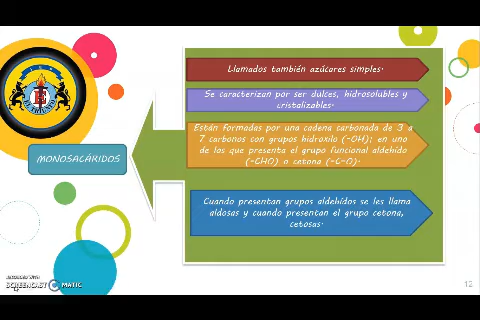 Llamados también azúcares simples.
Se caracterizan por ser dulces, hidrosolubles y
cristalizables.
Están formadas por una cadena carbonada de 3 a
7 carbonos con grupos hidroxilo (-OH); en uno
de los que presenta el grupo funcional aldehído
(-CHO) o cetona (-C-O).
MONOSACÁRIDOS
Cuando presentan grupos aldehídos se les llama
aldosas y cuando presentan el grupo cetona,
cetosas.
RECORDED WITH
SCREENCAST MATIC
12